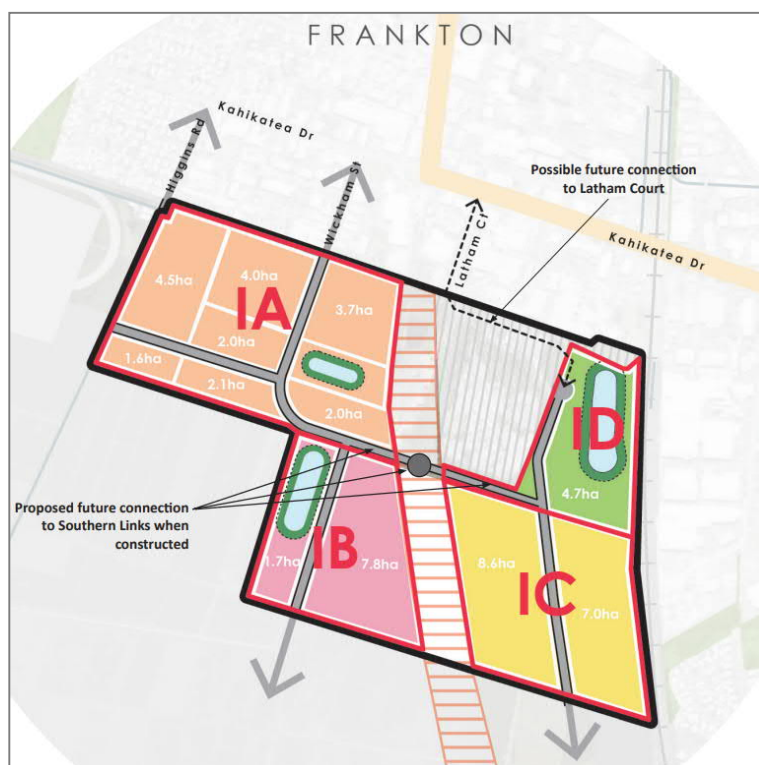 FRANKTON
Kahikatea Dr
Higgins Rd
Wickham St
Possible future connection
to Latham Court
Latham Ct
Kahikatea Dr
4.5ha
4.0ha
3.7ha
IA
2.0ha
1.6ha
2.1ha
2.0ha
ID
4.7ha
Proposed future connection
to Southern Links when
constructed
IB
1.7ha
7.8ha
8.6ha
IC
7.0ha